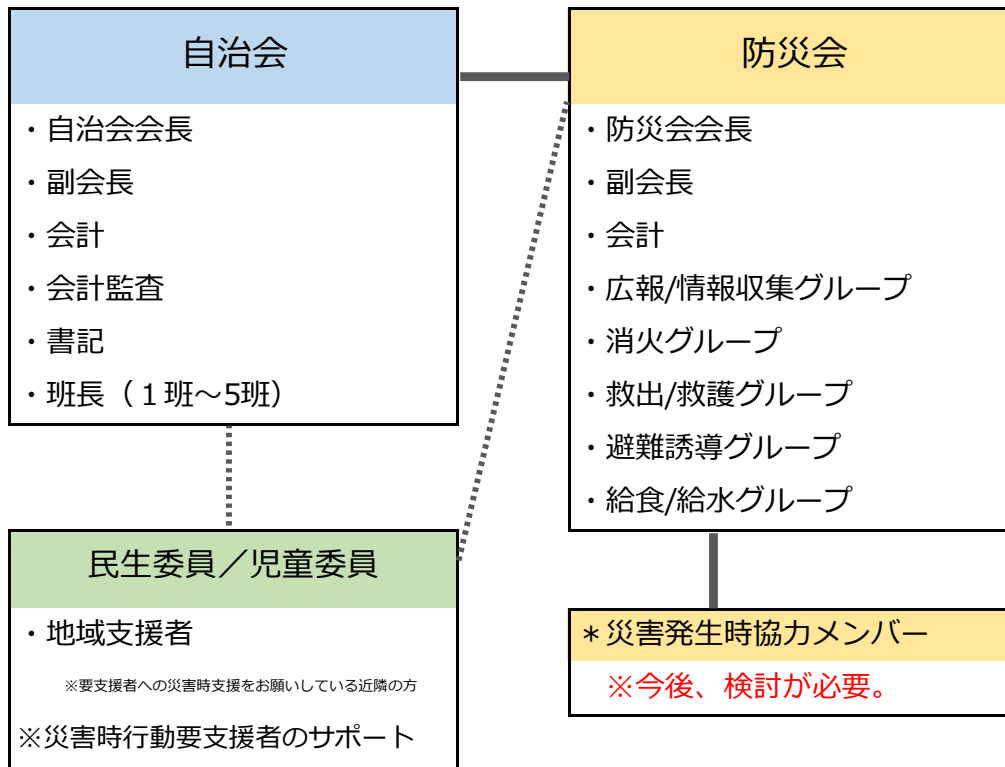 自治会
・自治会会長
・副会長
・会計
・会計監査
・書記
・班長（１班～5班）
防災会
・防災会会長
・副会長
・会計
・広報/情報収集グループ
・消火グループ
・救出/救護グループ
・避難誘導グループ
・給食/給水グループ
民生委員／児童委員
・地域支援者
※要支援者への災害時支援をお願いしている近隣の方
※災害時行動要支援者のサポート
＊災害発生時協力メンバー
※今後、検討が必要。